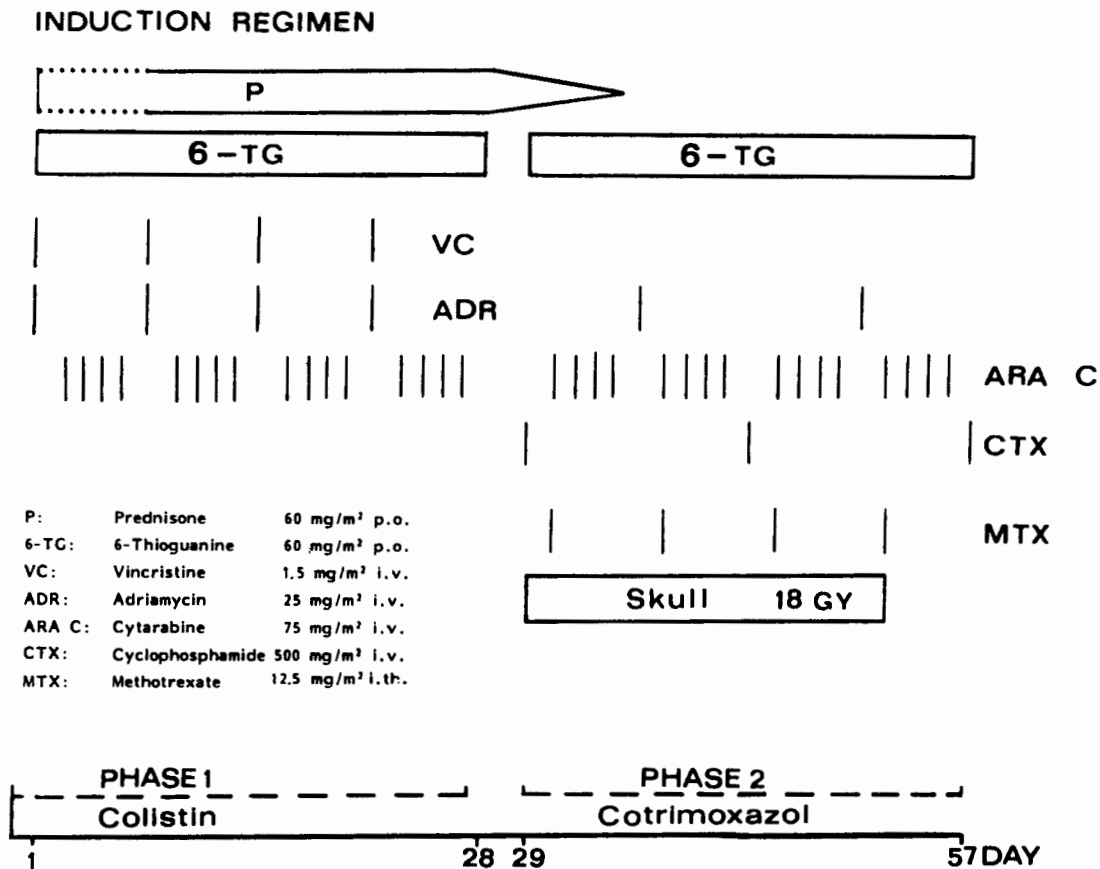 INDUCTION REGIMEN
P
6-TG 6-TG
VC
ADR
ARA C
CTX
P: Prednisone 60 mg/m² p.o.
6-TG: 6-Thioguanine 60 mg/m² p.o.
VC: Vincristine 1.5 mg/m² i.v.
ADR: Adriamycin 25 mg/m² i.v.
ARA C: Cytarabine 75 mg/m² i.v.
CTX: Cyclophosphamide 500 mg/m² i.v.
MTX: Methotrexate 12.5 mg/m² i.th.
MTX
Skull 18 GY
PHASE 1 PHASE 2
Colistin Cotrimoxazol
1 28 29 57 DAY